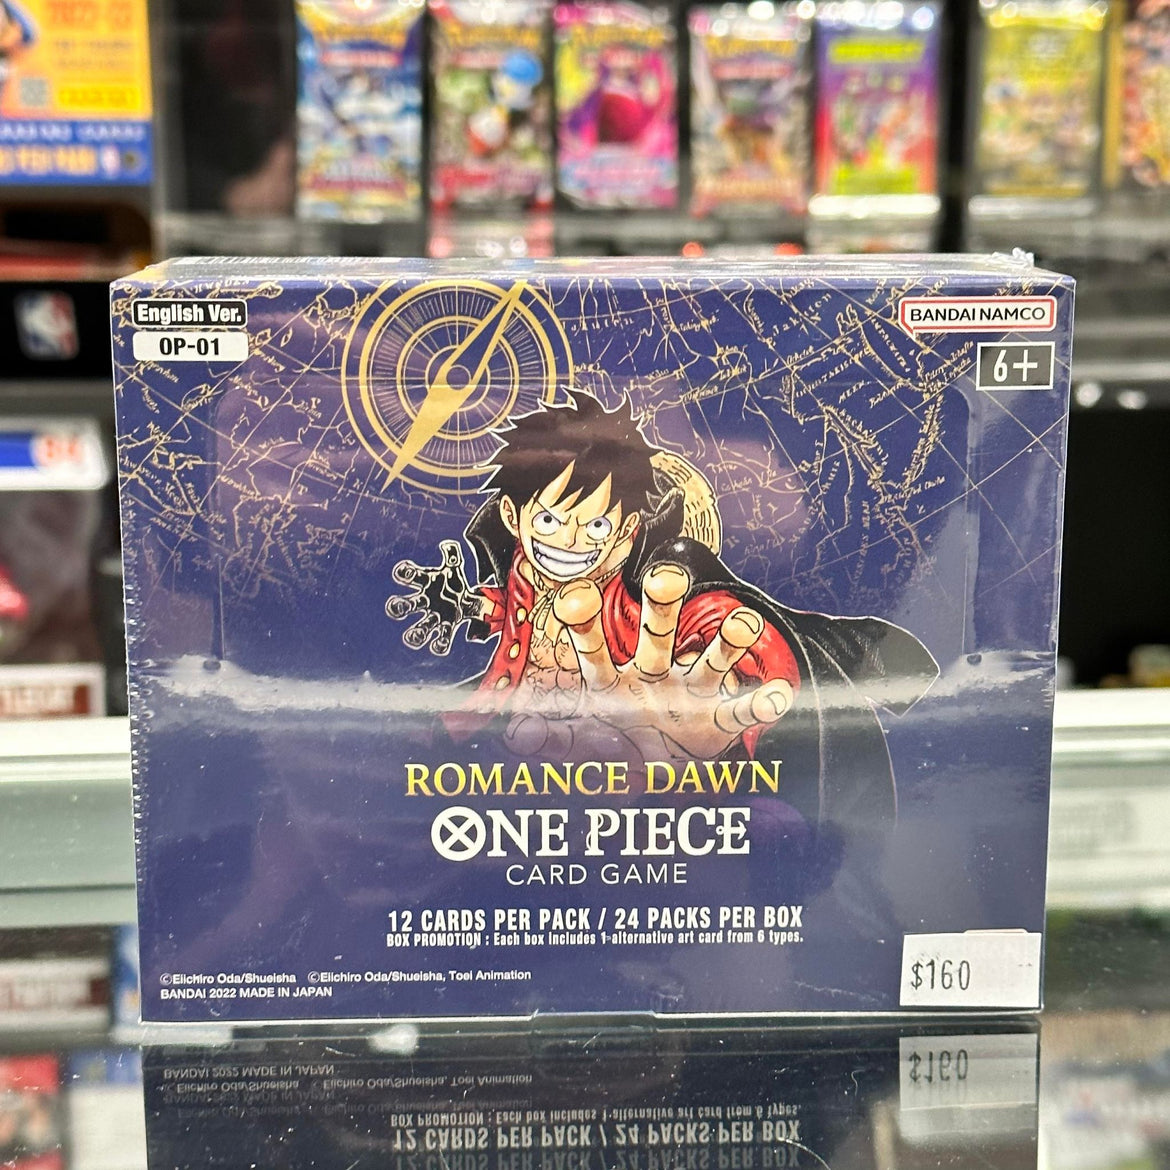 English Ver.
OP-01
BANDAI NAMCO
6+
ROMANCE DAWN
ONE PIECE
CARD GAME
12 CARDS PER PACK / 24 PACKS PER BOX
BOX PROMOTION : Each box includes 1 alternative art card from 6 types.
©Eiichiro Oda/Shueisha ©Eiichiro Oda/Shueisha, Toei Animation
BANDAI 2022 MADE IN JAPAN
$160